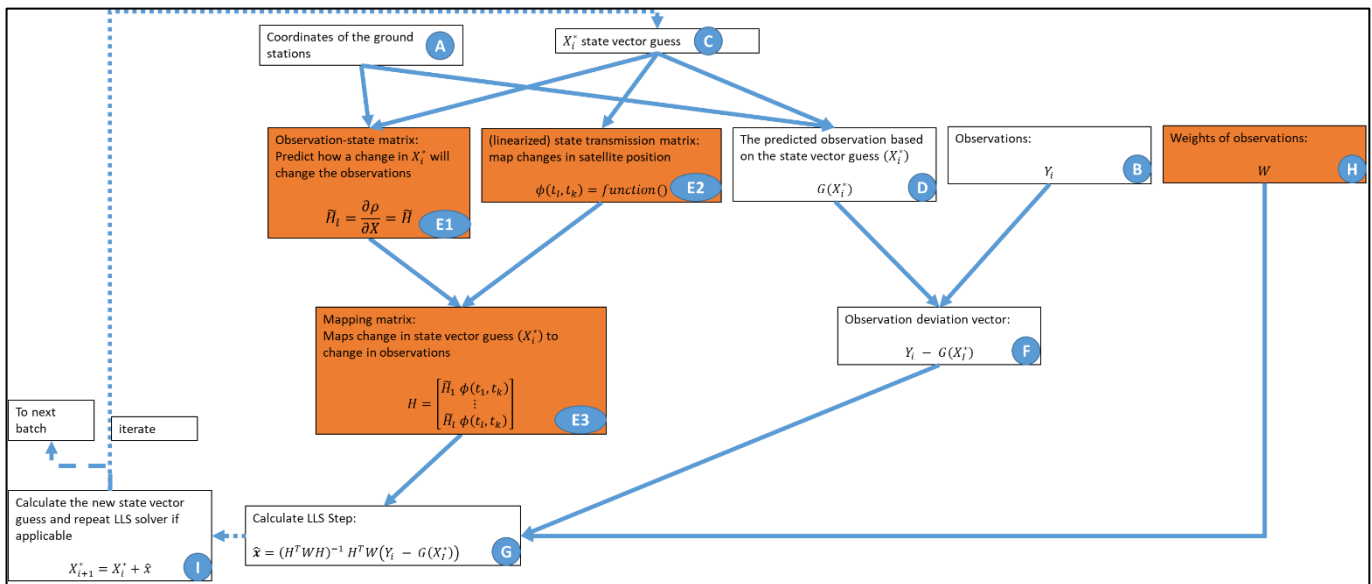 Coordinates of the ground
stations
A
X_i^* state vector guess
C
Observation-state matrix:
Predict how a change in X_i^* will
change the observations
H̃_l = ∂ρ/∂X = H̃
E1
(linearized) state transmission matrix:
map changes in satellite position
ϕ(t_l, t_k) = function()
E2
The predicted observation based
on the state vector guess (X_i^*)
G(X_i^*)
D
Observations:
Y_i
B
Weights of observations:
W
H
Mapping matrix:
Maps change in state vector guess (X_i^*) to
change in observations
H = [H̃_1 ϕ(t_1, t_k)
⋮
H̃_l ϕ(t_l, t_k)]
E3
Observation deviation vector:
Y_i − G(X_I^*)
F
To next
batch
iterate
Calculate the new state vector
guess and repeat LLS solver if
applicable
X_{i+1}^* = X_i^* + x̂
I
Calculate LLS Step:
x̂ = (H^T WH)^{−1} H^T W(Y_i − G(X_I^*))
G